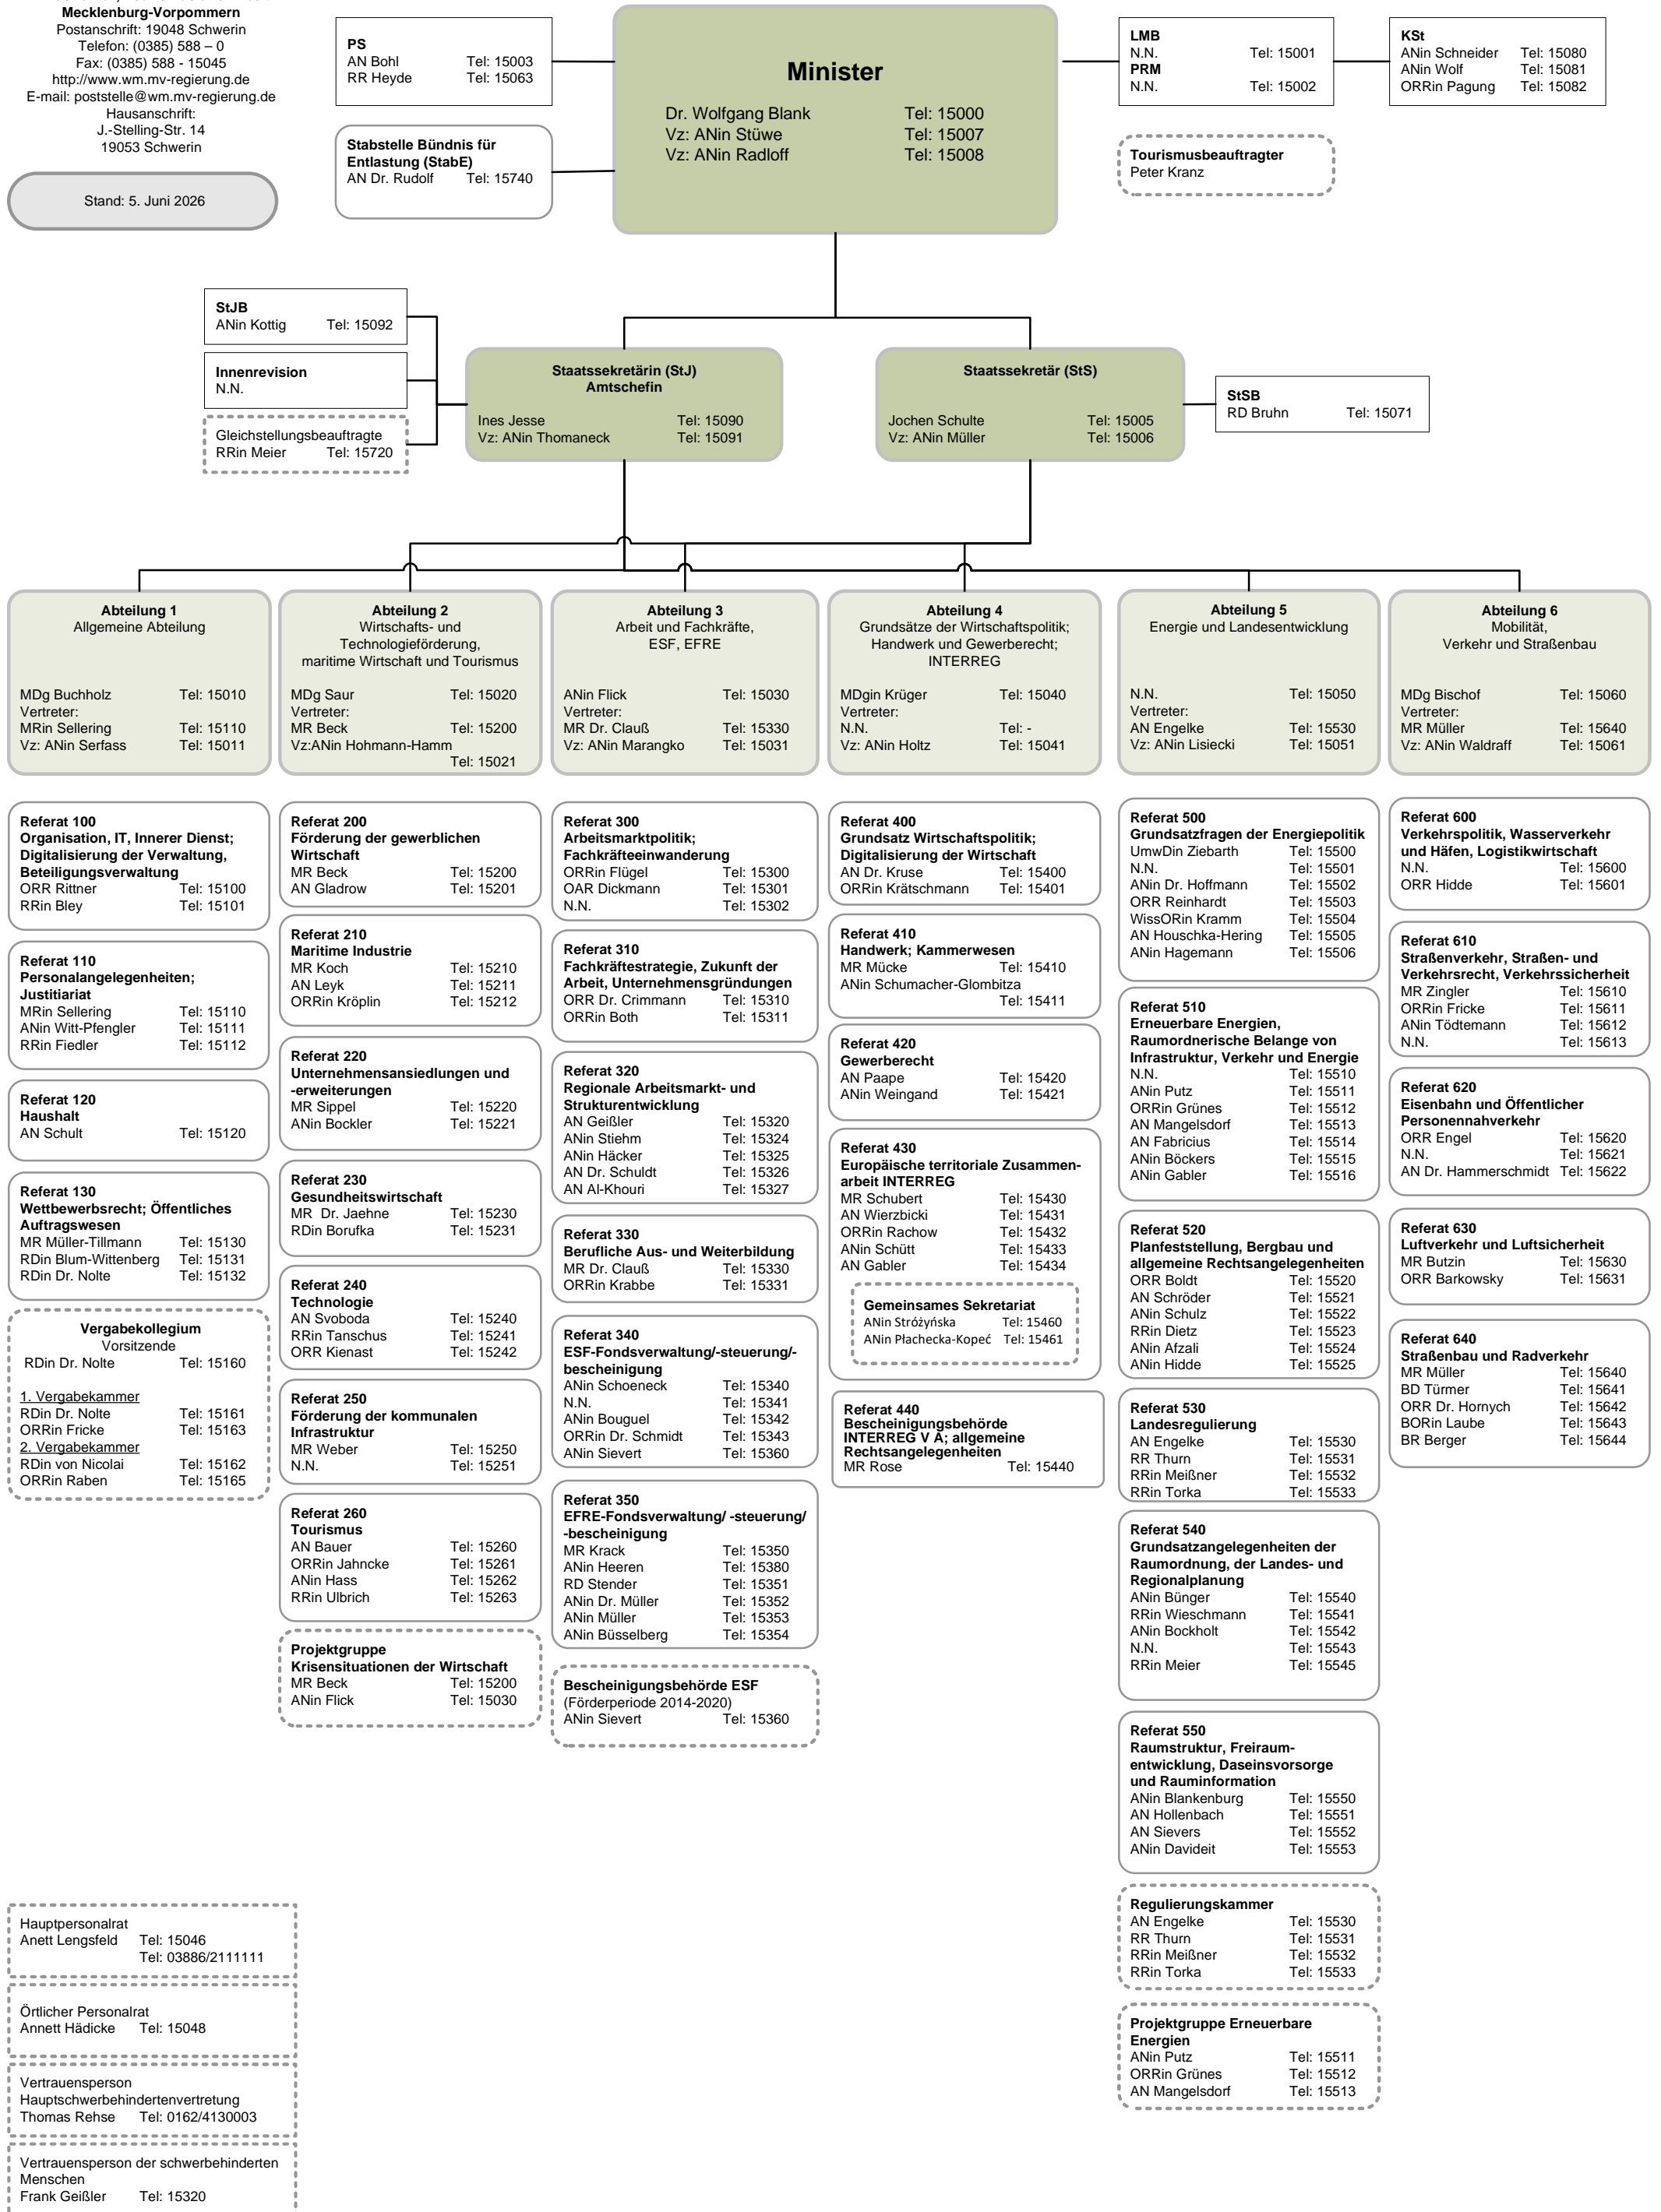 Mecklenburg-Vorpommern
Postanschrift: 19048 Schwerin
Telefon: (0385) 588 – 0
Fax: (0385) 588 - 15045
http://www.wm.mv-regierung.de
E-mail: poststelle@wm.mv-regierung.de
Hausanschrift:
J.-Stelling-Str. 14
19053 Schwerin
Stand: 5. Juni 2026
PS
AN Bohl Tel: 15003
RR Heyde Tel: 15063
Stabstelle Bündnis für
Entlastung (StabE)
AN Dr. Rudolf Tel: 15740
Minister
Dr. Wolfgang Blank Tel: 15000
Vz: ANin Stüwe Tel: 15007
Vz: ANin Radloff Tel: 15008
LMB
N.N. Tel: 15001
PRM
N.N. Tel: 15002
KSt
ANin Schneider Tel: 15080
ANin Wolf Tel: 15081
ORRin Pagung Tel: 15082
Tourismusbeauftragter
Peter Kranz
StJB
ANin Kottig Tel: 15092
Innenrevision
N.N.
Gleichstellungsbeauftragte
RRin Meier Tel: 15720
Staatssekretärin (StJ)
Amtschefin
Ines Jesse Tel: 15090
Vz: ANin Thomaneck Tel: 15091
Staatssekretär (StS)
Jochen Schulte Tel: 15005
Vz: ANin Müller Tel: 15006
StSB
RD Bruhn Tel: 15071
Abteilung 1
Allgemeine Abteilung
MDg Buchholz Tel: 15010
Vertreter:
MRin Sellering Tel: 15110
Vz: ANin Serfass Tel: 15011
Abteilung 2
Wirtschafts- und
Technologieförderung,
maritime Wirtschaft und Tourismus
MDg Saur Tel: 15020
Vertreter:
MR Beck Tel: 15200
Vz:ANin Hohmann-Hamm
Tel: 15021
Abteilung 3
Arbeit und Fachkräfte,
ESF, EFRE
ANin Flick Tel: 15030
Vertreter:
MR Dr. Clauß Tel: 15330
Vz: ANin Marangko Tel: 15031
Abteilung 4
Grundsätze der Wirtschaftspolitik;
Handwerk und Gewerberecht;
INTERREG
MDgin Krüger Tel: 15040
Vertreter:
N.N. Tel: -
Vz: ANin Holtz Tel: 15041
Abteilung 5
Energie und Landesentwicklung
N.N. Tel: 15050
Vertreter:
AN Engelke Tel: 15530
Vz: ANin Lisiecki Tel: 15051
Abteilung 6
Mobilität,
Verkehr und Straßenbau
MDg Bischof Tel: 15060
Vertreter:
MR Müller Tel: 15640
Vz: ANin Waldraff Tel: 15061
Referat 100
Organisation, IT, Innerer Dienst;
Digitalisierung der Verwaltung,
Beteiligungsverwaltung
ORR Rittner Tel: 15100
RRin Bley Tel: 15101
Referat 110
Personalangelegenheiten;
Justitiariat
MRin Sellering Tel: 15110
ANin Witt-Pfengler Tel: 15111
RRin Fiedler Tel: 15112
Referat 120
Haushalt
AN Schult Tel: 15120
Referat 130
Wettbewerbsrecht; Öffentliches
Auftragswesen
MR Müller-Tillmann Tel: 15130
RDin Blum-Wittenberg Tel: 15131
RDin Dr. Nolte Tel: 15132
Vergabekollegium
Vorsitzende
RDin Dr. Nolte Tel: 15160
1. Vergabekammer
RDin Dr. Nolte Tel: 15161
ORRin Fricke Tel: 15163
2. Vergabekammer
RDin von Nicolai Tel: 15162
ORRin Raben Tel: 15165
Referat 200
Förderung der gewerblichen
Wirtschaft
MR Beck Tel: 15200
AN Gladrow Tel: 15201
Referat 210
Maritime Industrie
MR Koch Tel: 15210
AN Leyk Tel: 15211
ORRin Kröplin Tel: 15212
Referat 220
Unternehmensansiedlungen und
-erweiterungen
MR Sippel Tel: 15220
ANin Bockler Tel: 15221
Referat 230
Gesundheitswirtschaft
MR Dr. Jaehne Tel: 15230
RDin Borufka Tel: 15231
Referat 240
Technologie
AN Svoboda Tel: 15240
RRin Tanschus Tel: 15241
ORR Kienast Tel: 15242
Referat 250
Förderung der kommunalen
Infrastruktur
MR Weber Tel: 15250
N.N. Tel: 15251
Referat 260
Tourismus
AN Bauer Tel: 15260
ORRin Jahncke Tel: 15261
ANin Hass Tel: 15262
RRin Ulbrich Tel: 15263
Projektgruppe
Krisensituationen der Wirtschaft
MR Beck Tel: 15200
ANin Flick Tel: 15030
Referat 300
Arbeitsmarktpolitik;
Fachkräfteeinwanderung
ORRin Flügel Tel: 15300
OAR Dickmann Tel: 15301
N.N. Tel: 15302
Referat 310
Fachkräftestrategie, Zukunft der
Arbeit, Unternehmensgründungen
ORR Dr. Crimmann Tel: 15310
ORRin Both Tel: 15311
Referat 320
Regionale Arbeitsmarkt- und
Strukturentwicklung
AN Geißler Tel: 15320
ANin Stiehm Tel: 15324
ANin Häcker Tel: 15325
AN Dr. Schuldt Tel: 15326
AN Al-Khouri Tel: 15327
Referat 330
Berufliche Aus- und Weiterbildung
MR Dr. Clauß Tel: 15330
ORRin Krabbe Tel: 15331
Referat 340
ESF-Fondsverwaltung/-steuerung/-
bescheinigung
ANin Schoeneck Tel: 15340
N.N. Tel: 15341
ANin Bouguel Tel: 15342
ORRin Dr. Schmidt Tel: 15343
ANin Sievert Tel: 15360
Referat 350
EFRE-Fondsverwaltung/ -steuerung/
-bescheinigung
MR Krack Tel: 15350
ANin Heeren Tel: 15380
RD Stender Tel: 15351
ANin Dr. Müller Tel: 15352
ANin Müller Tel: 15353
ANin Büsselberg Tel: 15354
Bescheinigungsbehörde ESF
(Förderperiode 2014-2020)
ANin Sievert Tel: 15360
Referat 400
Grundsatz Wirtschaftspolitik;
Digitalisierung der Wirtschaft
AN Dr. Kruse Tel: 15400
ORRin Krätschmann Tel: 15401
Referat 410
Handwerk; Kammerwesen
MR Mücke Tel: 15410
ANin Schumacher-Glombitza
Tel: 15411
Referat 420
Gewerberecht
AN Paape Tel: 15420
ANin Weingand Tel: 15421
Referat 430
Europäische territoriale Zusammen-
arbeit INTERREG
MR Schubert Tel: 15430
AN Wierzbicki Tel: 15431
ORRin Rachow Tel: 15432
ANin Schütt Tel: 15433
AN Gabler Tel: 15434
Gemeinsames Sekretariat
ANin Stróżyńska Tel: 15460
ANin Płachecka-Kopeć Tel: 15461
Referat 440
Bescheinigungsbehörde
INTERREG V A; allgemeine
Rechtsangelegenheiten
MR Rose Tel: 15440
Referat 500
Grundsatzfragen der Energiepolitik
UmwDin Ziebarth Tel: 15500
N.N. Tel: 15501
ANin Dr. Hoffmann Tel: 15502
ORR Reinhardt Tel: 15503
WissORin Kramm Tel: 15504
AN Houschka-Hering Tel: 15505
ANin Hagemann Tel: 15506
Referat 510
Erneuerbare Energien,
Raumordnerische Belange von
Infrastruktur, Verkehr und Energie
N.N. Tel: 15510
ANin Putz Tel: 15511
ORRin Grünes Tel: 15512
AN Mangelsdorf Tel: 15513
AN Fabricius Tel: 15514
ANin Böckers Tel: 15515
ANin Gabler Tel: 15516
Referat 520
Planfeststellung, Bergbau und
allgemeine Rechtsangelegenheiten
ORR Boldt Tel: 15520
AN Schröder Tel: 15521
ANin Schulz Tel: 15522
RRin Dietz Tel: 15523
ANin Afzali Tel: 15524
ANin Hidde Tel: 15525
Referat 530
Landesregulierung
AN Engelke Tel: 15530
RR Thurn Tel: 15531
RRin Meißner Tel: 15532
RRin Torka Tel: 15533
Referat 540
Grundsatzangelegenheiten der
Raumordnung, der Landes- und
Regionalplanung
ANin Bünger Tel: 15540
RRin Wieschmann Tel: 15541
ANin Bockholt Tel: 15542
N.N. Tel: 15543
RRin Meier Tel: 15545
Referat 550
Raumstruktur, Freiraum-
entwicklung, Daseinsvorsorge
und Rauminformation
ANin Blankenburg Tel: 15550
AN Hollenbach Tel: 15551
AN Sievers Tel: 15552
ANin Davideit Tel: 15553
Regulierungskammer
AN Engelke Tel: 15530
RR Thurn Tel: 15531
RRin Meißner Tel: 15532
RRin Torka Tel: 15533
Projektgruppe Erneuerbare
Energien
ANin Putz Tel: 15511
ORRin Grünes Tel: 15512
AN Mangelsdorf Tel: 15513
Referat 600
Verkehrspolitik, Wasserverkehr
und Häfen, Logistikwirtschaft
N.N. Tel: 15600
ORR Hidde Tel: 15601
Referat 610
Straßenverkehr, Straßen- und
Verkehrsrecht, Verkehrssicherheit
MR Zingler Tel: 15610
ORRin Fricke Tel: 15611
ANin Tödtemann Tel: 15612
N.N. Tel: 15613
Referat 620
Eisenbahn und Öffentlicher
Personennahverkehr
ORR Engel Tel: 15620
N.N. Tel: 15621
AN Dr. Hammerschmidt Tel: 15622
Referat 630
Luftverkehr und Luftsicherheit
MR Butzin Tel: 15630
ORR Barkowsky Tel: 15631
Referat 640
Straßenbau und Radverkehr
MR Müller Tel: 15640
BD Türmer Tel: 15641
ORR Dr. Hornych Tel: 15642
BORin Laube Tel: 15643
BR Berger Tel: 15644
Hauptpersonalrat
Anett Lengsfeld Tel: 15046
Tel: 03886/2111111
Örtlicher Personalrat
Annett Hädicke Tel: 15048
Vertrauensperson
Hauptschwerbehindertenvertretung
Thomas Rehse Tel: 0162/4130003
Vertrauensperson der schwerbehinderten
Menschen
Frank Geißler Tel: 15320